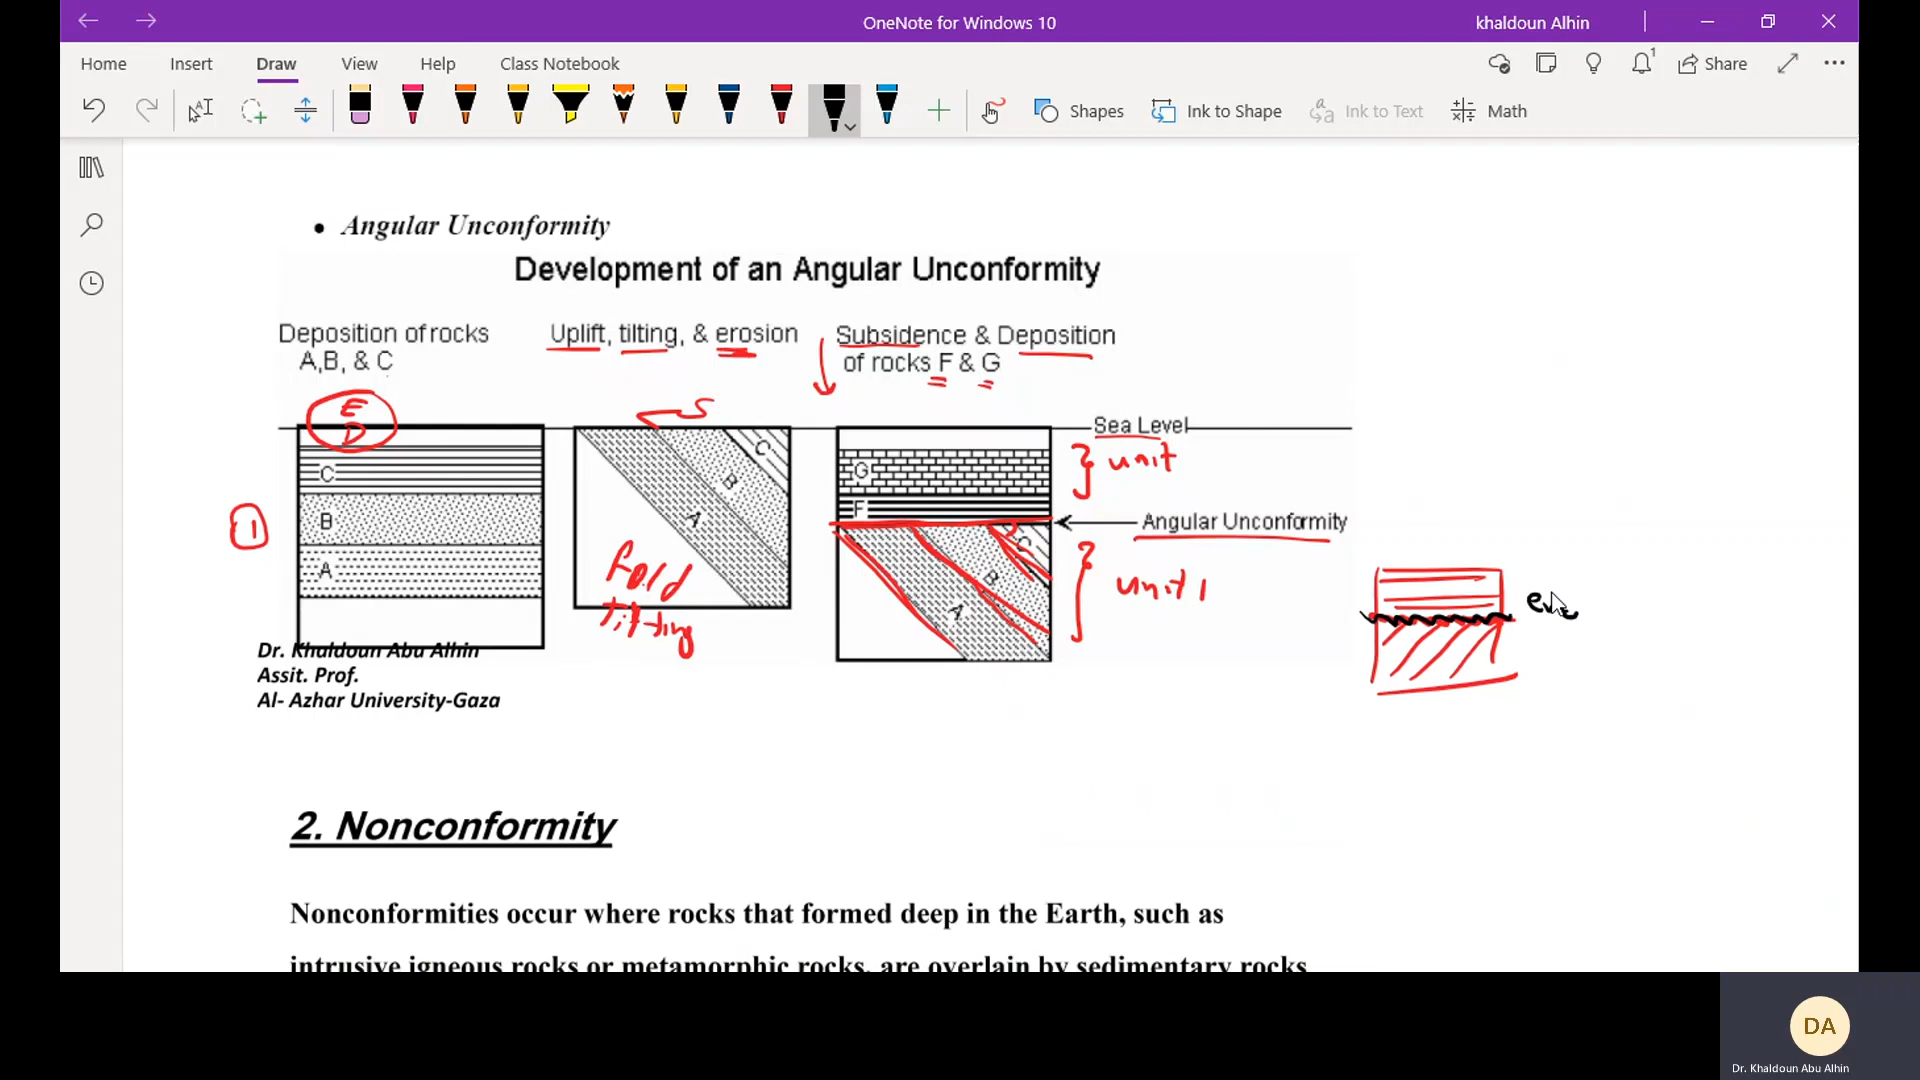 OneNote for Windows 10
khaldoun Alhin
Home Insert Draw View Help Class Notebook
1 Share
Shapes Ink to Shape Ink to Text Math
• Angular Unconformity
Development of an Angular Unconformity
Deposition of rocks
A,B, & C
Uplift, tilting, & erosion
Subsidence & Deposition
of rocks F & G
E
D
S
Sea Level
C
B
A
C
B
A
G
F
C
B
A
unit
Angular Unconformity
unit 1
1
fold
tilting
Dr. Khaldoun Abu Alhin
Assit. Prof.
Al- Azhar University-Gaza
2. Nonconformity
Nonconformities occur where rocks that formed deep in the Earth, such as
intrusive igneous rocks or metamorphic rocks, are overlain by sedimentary rocks
DA
Dr. Khaldoun Abu Alhin